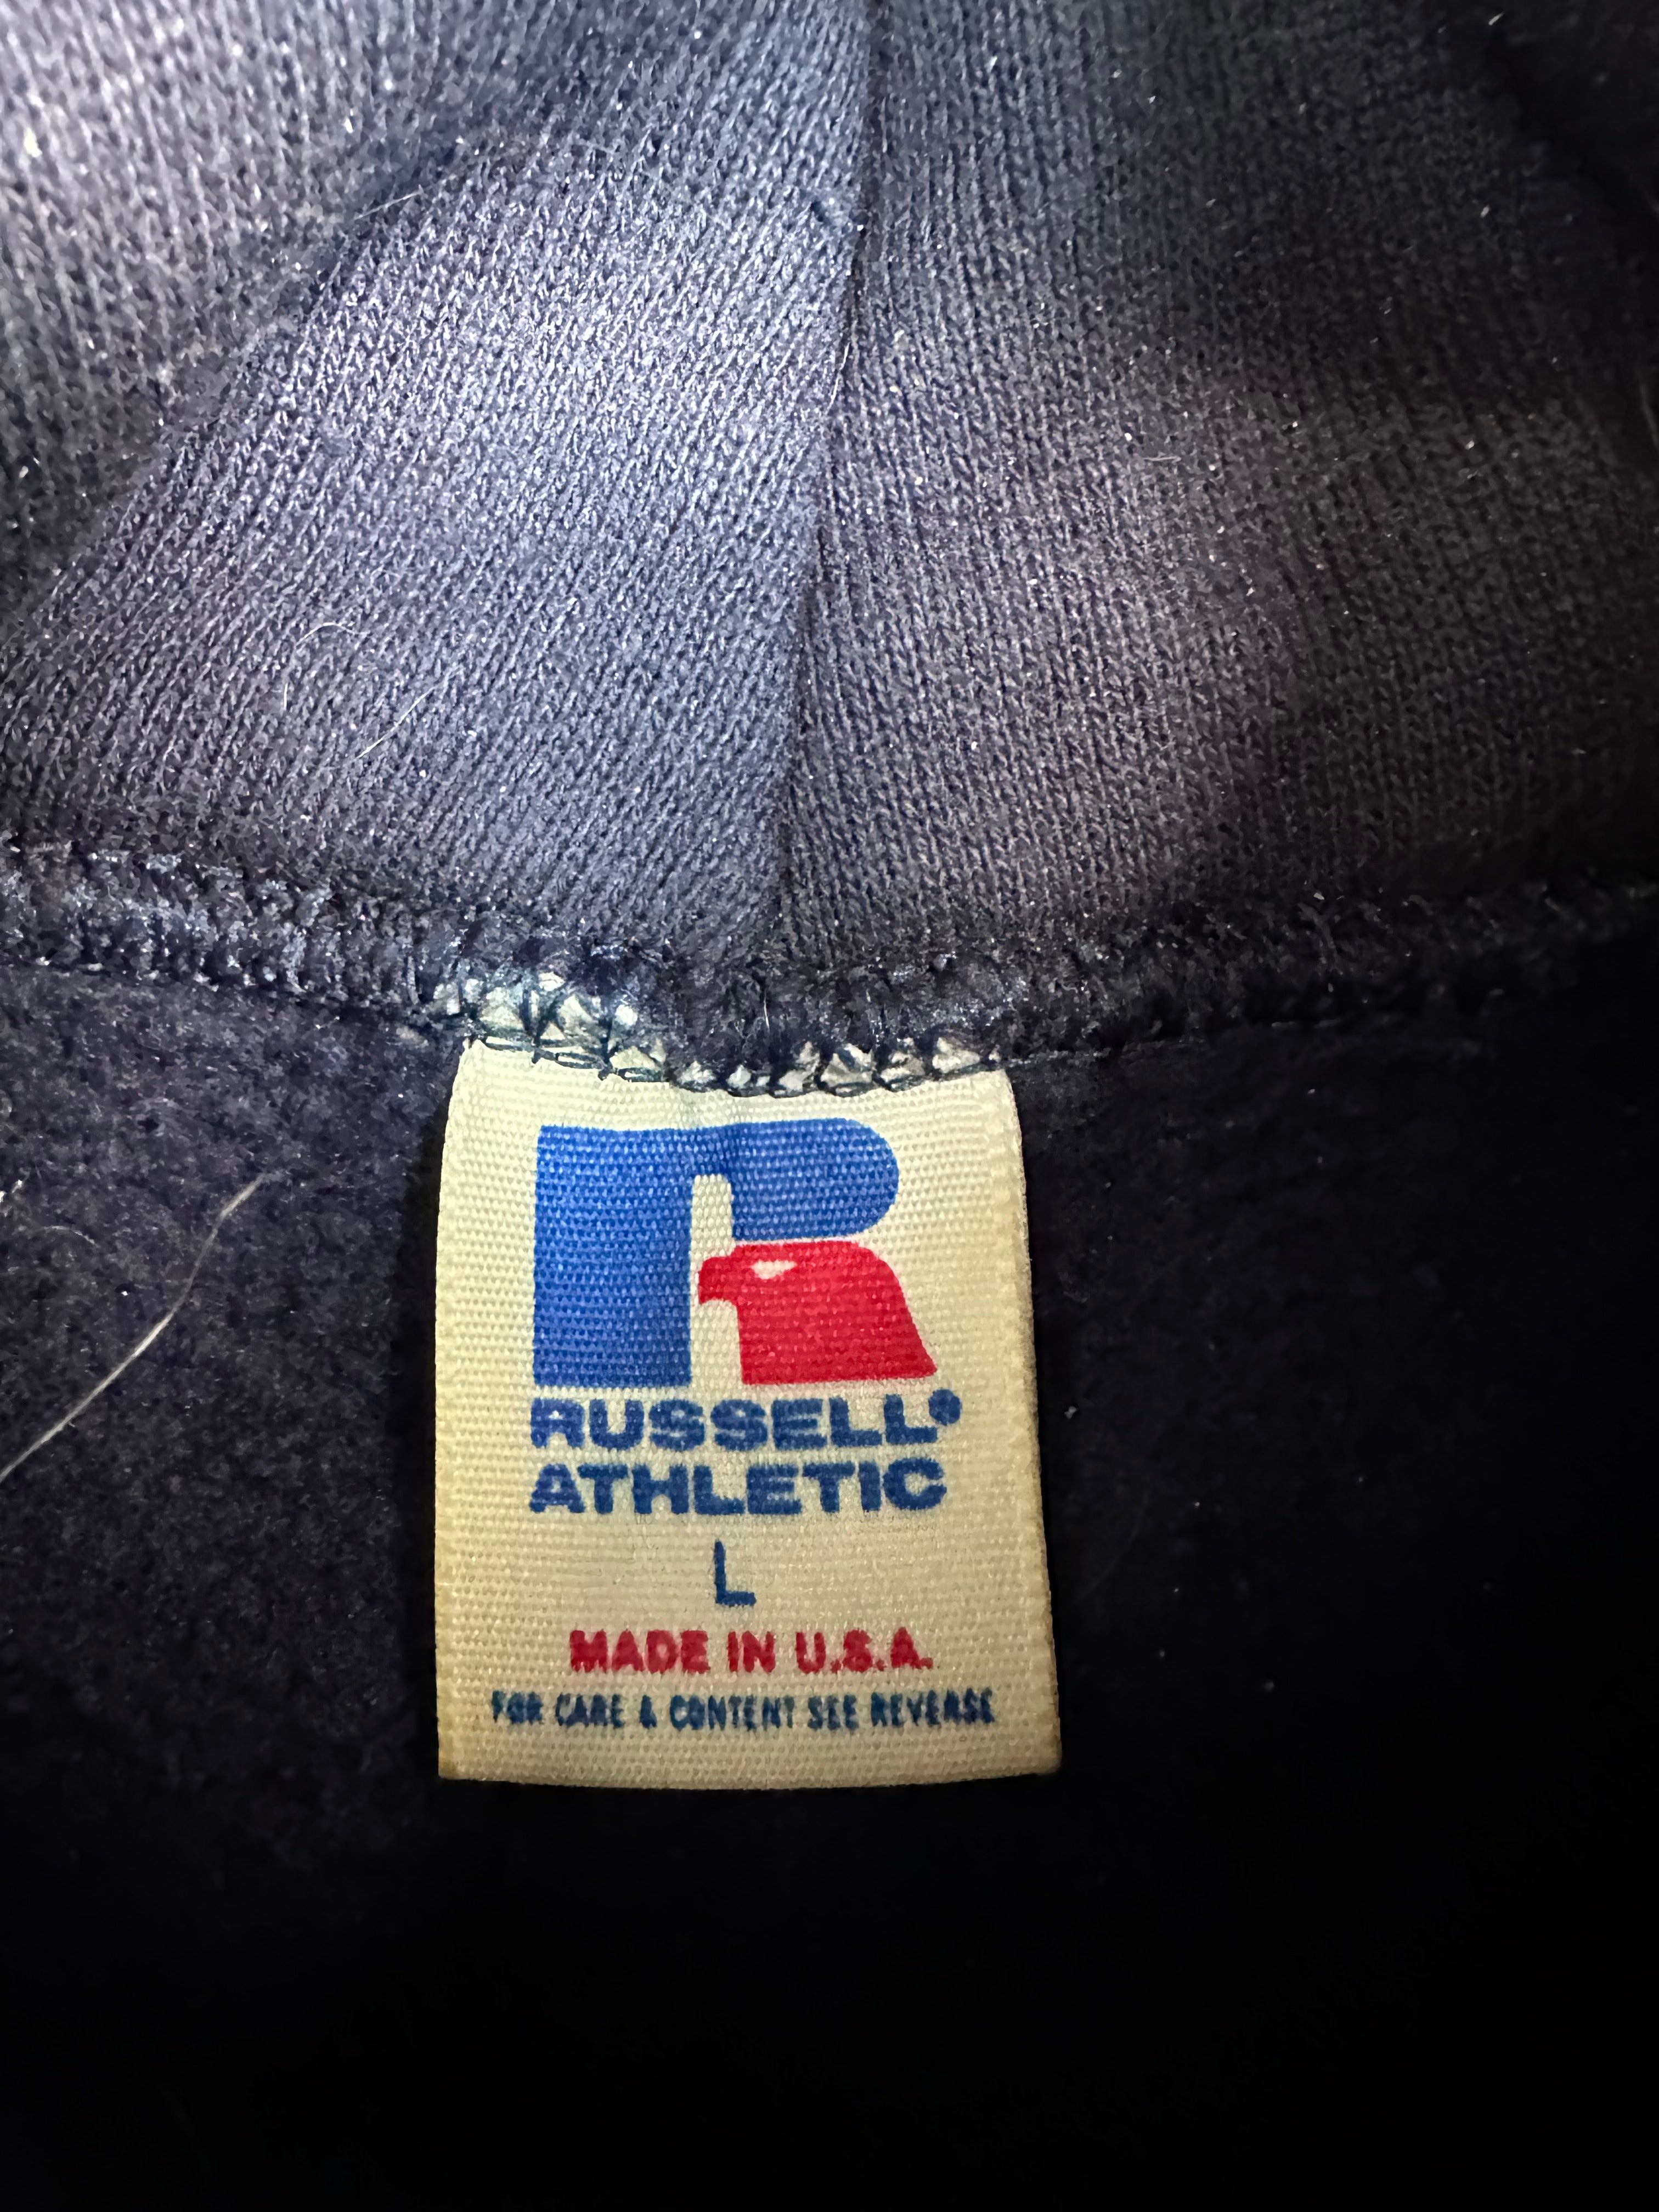 R
RUSSELL®
ATHLETIC
L
MADE IN U.S.A.
FOR CARE & CONTENT SEE REVERSE